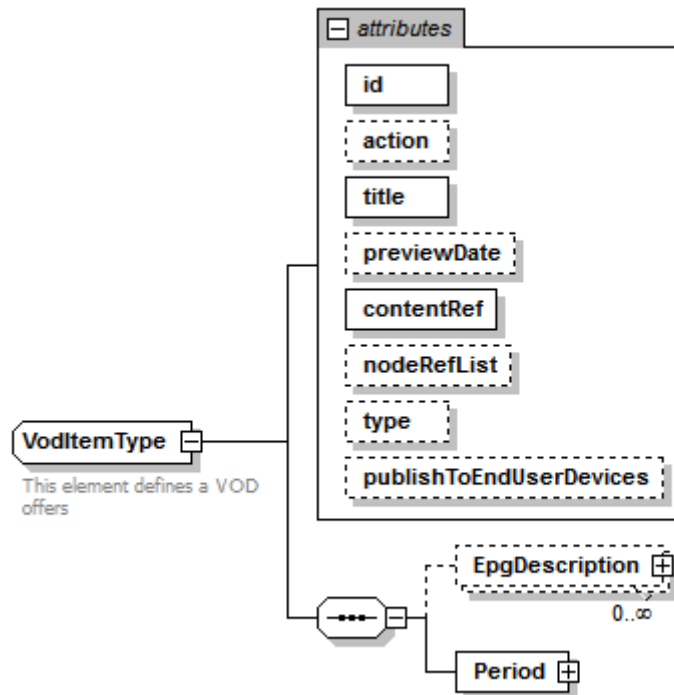 attributes
id
action
title
previewDate
contentRef
nodeRefList
type
publishToEndUserDevices
VodItemType
This element defines a VOD
offers
EpgDescription
0..∞
Period